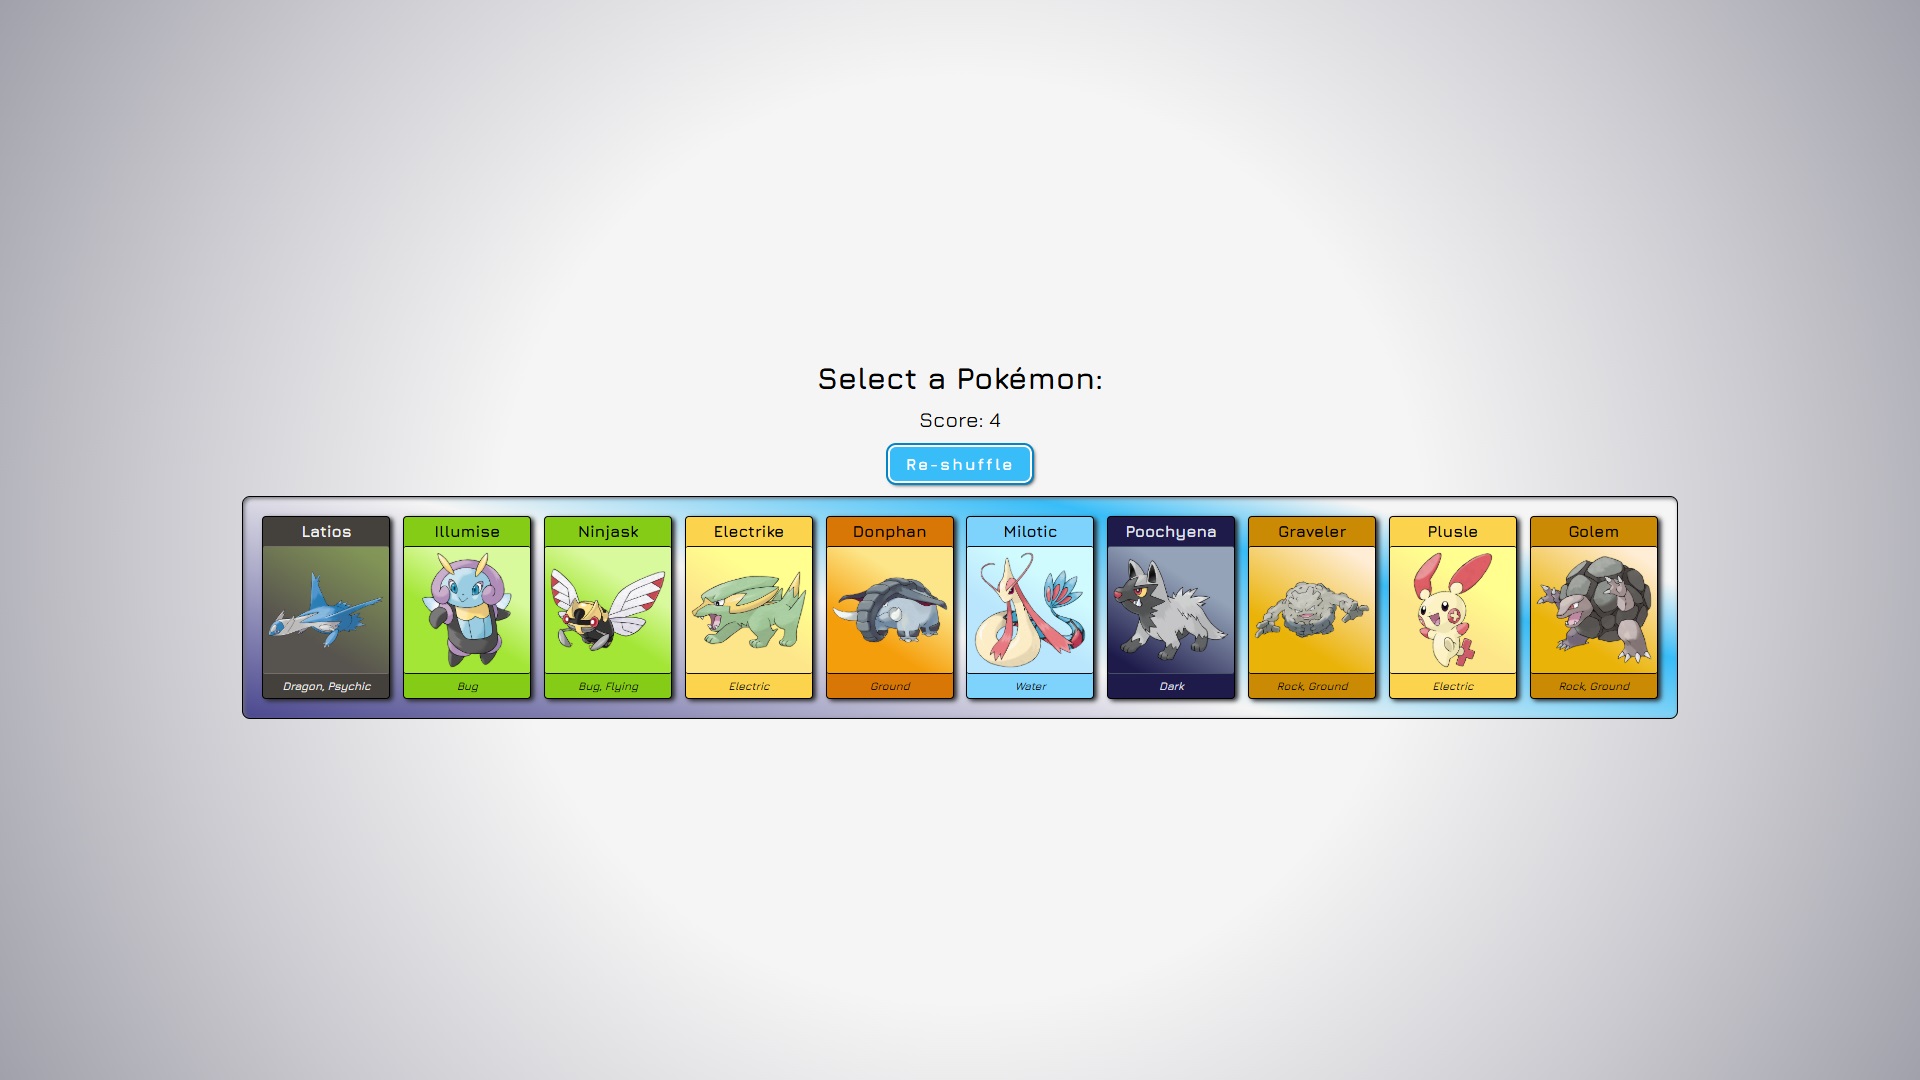 Select a Pokémon:
Score: 4
Re-shuffle
Latios
Dragon, Psychic
Illumise
Bug
Ninjask
Bug, Flying
Electrike
Electric
Donphan
Ground
Milotic
Water
Poochyena
Dark
Graveler
Rock, Ground
Plusle
Electric
Golem
Rock, Ground